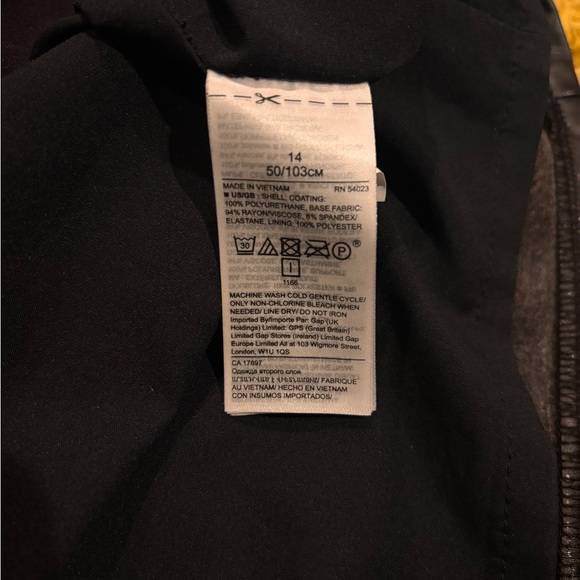 14
50/103CM
MADE IN VIETNAM RN 54023
■ US/GB : SHELL, COATING:
100% POLYURETHANE, BASE FABRIC:
94% RAYON/VISCOSE, 6% SPANDEX/
ELASTANE, LINING, 100% POLYESTER
30 P ®
I
1166
MACHINE WASH COLD GENTLE CYCLE/
ONLY NON-CHLORINE BLEACH WHEN
NEEDED/ LINE DRY/ DO NOT IRON
Imported By/Importe Par: Gap (UK
Holdings) Limited: GPS (Great Britain)
Limited Gap Stores (Ireland) Limited Gap
Europe Limited All at 103 Wigmore Street,
London, W1U 1QS
CA 17897
Одежда второго слоя
FABRIQUE
AU VIETNAM/ HECHO EN VIETNAM
CON INSUMOS IMPORTADOS/